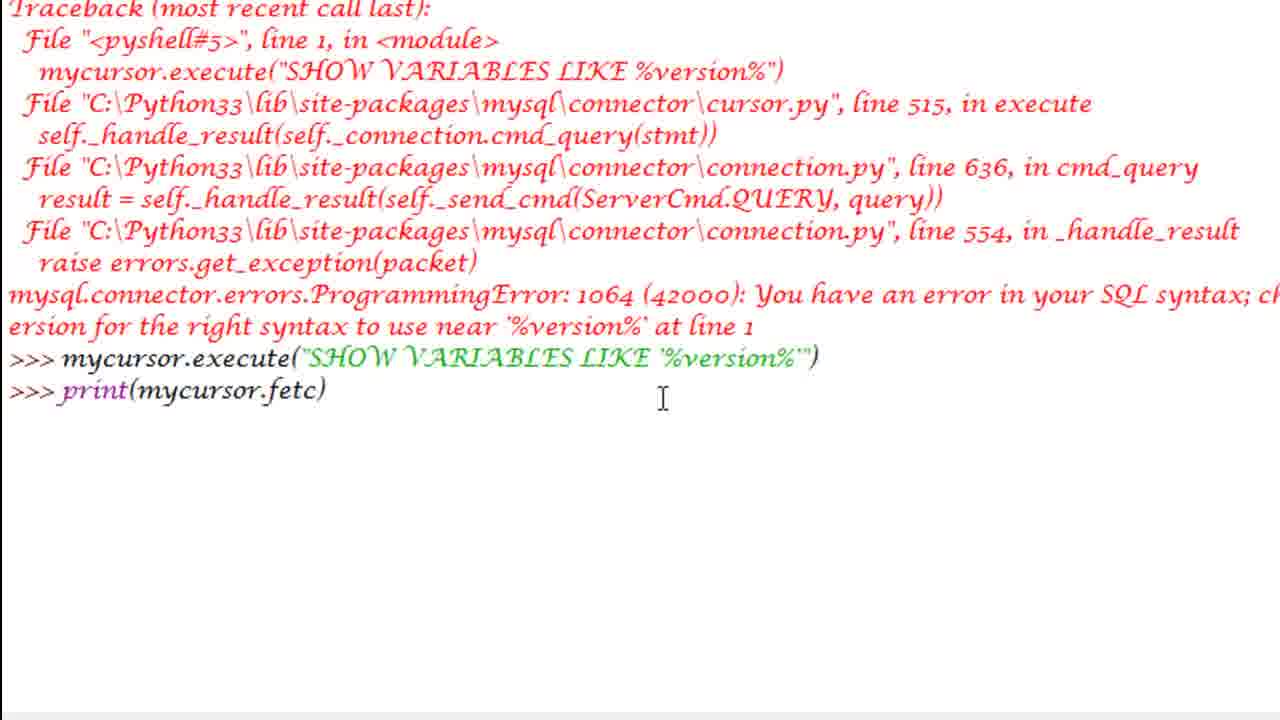 Traceback (most recent call last):
File "<pyshell#5>", line 1, in <module>
mycursor.execute("SHOW VARIABLES LIKE %version%")
File "C:\Python33\lib\site-packages\mysql\connector\cursor.py", line 515, in execute
self._handle_result(self._connection.cmd_query(stmt))
File "C:\Python33\lib\site-packages\mysql\connector\connection.py", line 636, in cmd_query
result = self._handle_result(self._send_cmd(ServerCmd.QUERY, query))
File "C:\Python33\lib\site-packages\mysql\connector\connection.py", line 554, in _handle_result
raise errors.get_exception(packet)
mysql.connector.errors.ProgrammingError: 1064 (42000): You have an error in your SQL syntax; ch
ersion for the right syntax to use near '%version%' at line 1
>>> mycursor.execute("SHOW VARIABLES LIKE '%version%'")
>>> print(mycursor.fetc)